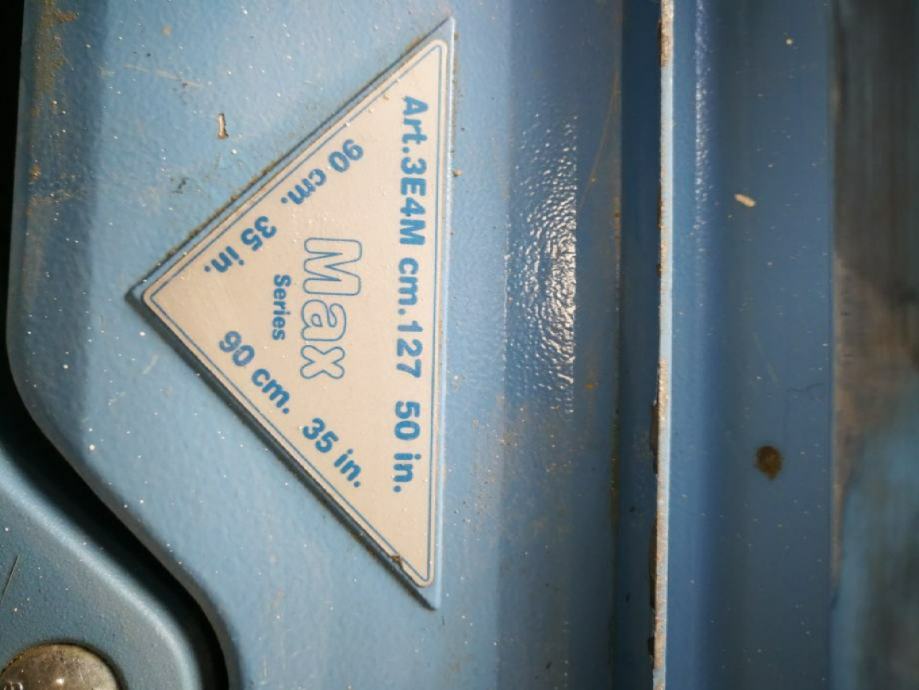 Art.3E4M cm.127 50 in.
90 cm. 35 in.
Max
Series
90 cm. 35 in.